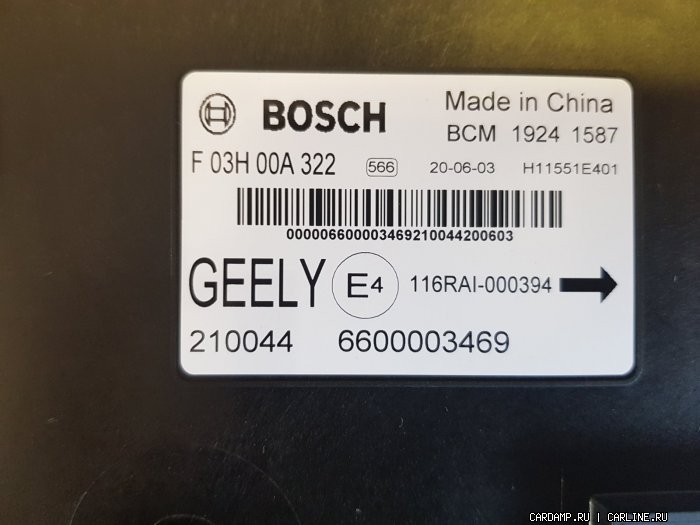 BOSCH Made in China
BCM 1924 1587
F 03H 00A 322 566 20-06-03 H11551E401
000006600003469210044200603
GEELY E4 116RAI-000394
210044 6600003469
CARDAMP.RU | CARLINE.RU